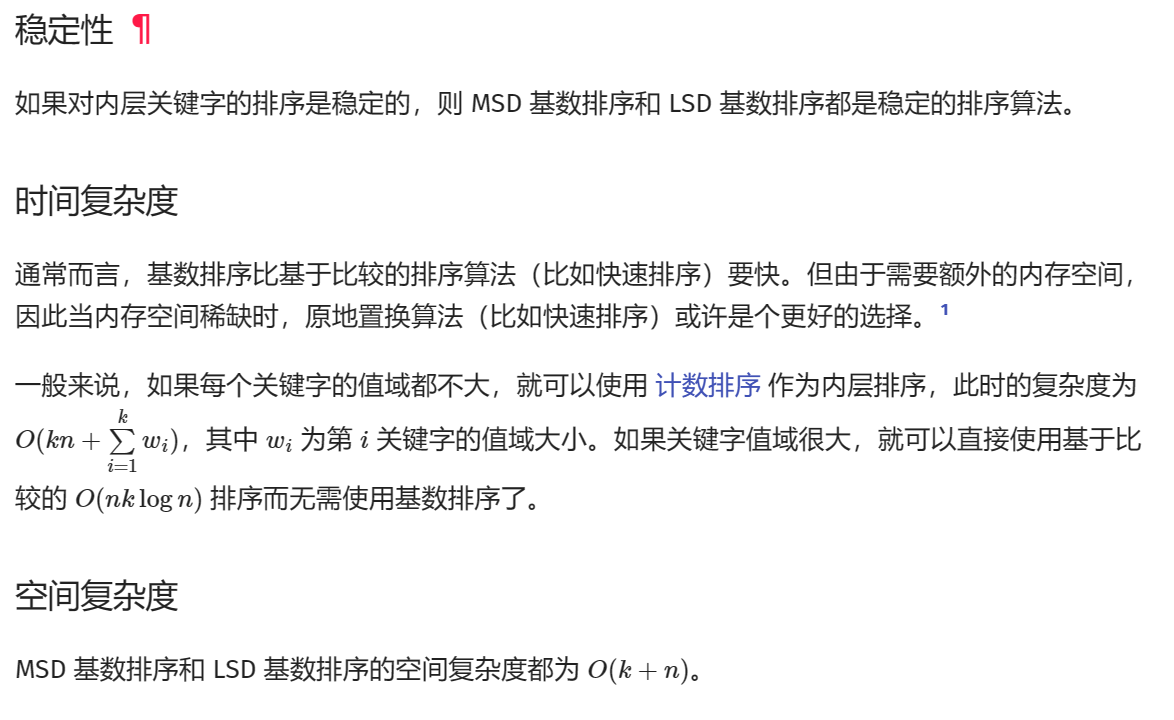 稳定性 ¶
如果对内层关键字的排序是稳定的，则 MSD 基数排序和 LSD 基数排序都是稳定的排序算法。
时间复杂度
通常而言，基数排序比基于比较的排序算法（比如快速排序）要快。但由于需要额外的内存空间，
因此当内存空间稀缺时，原地置换算法（比如快速排序）或许是个更好的选择。1
一般来说，如果每个关键字的值域都不大，就可以使用 计数排序 作为内层排序，此时的复杂度为
$O(kn + \sum\limits_{i=1}^{k} w_i)$，其中 $w_i$ 为第 $i$ 关键字的值域大小。如果关键字值域很大，就可以直接使用基于比
较的 $O(nk \log n)$ 排序而无需使用基数排序了。
空间复杂度
MSD 基数排序和 LSD 基数排序的空间复杂度都为 $O(k + n)$。